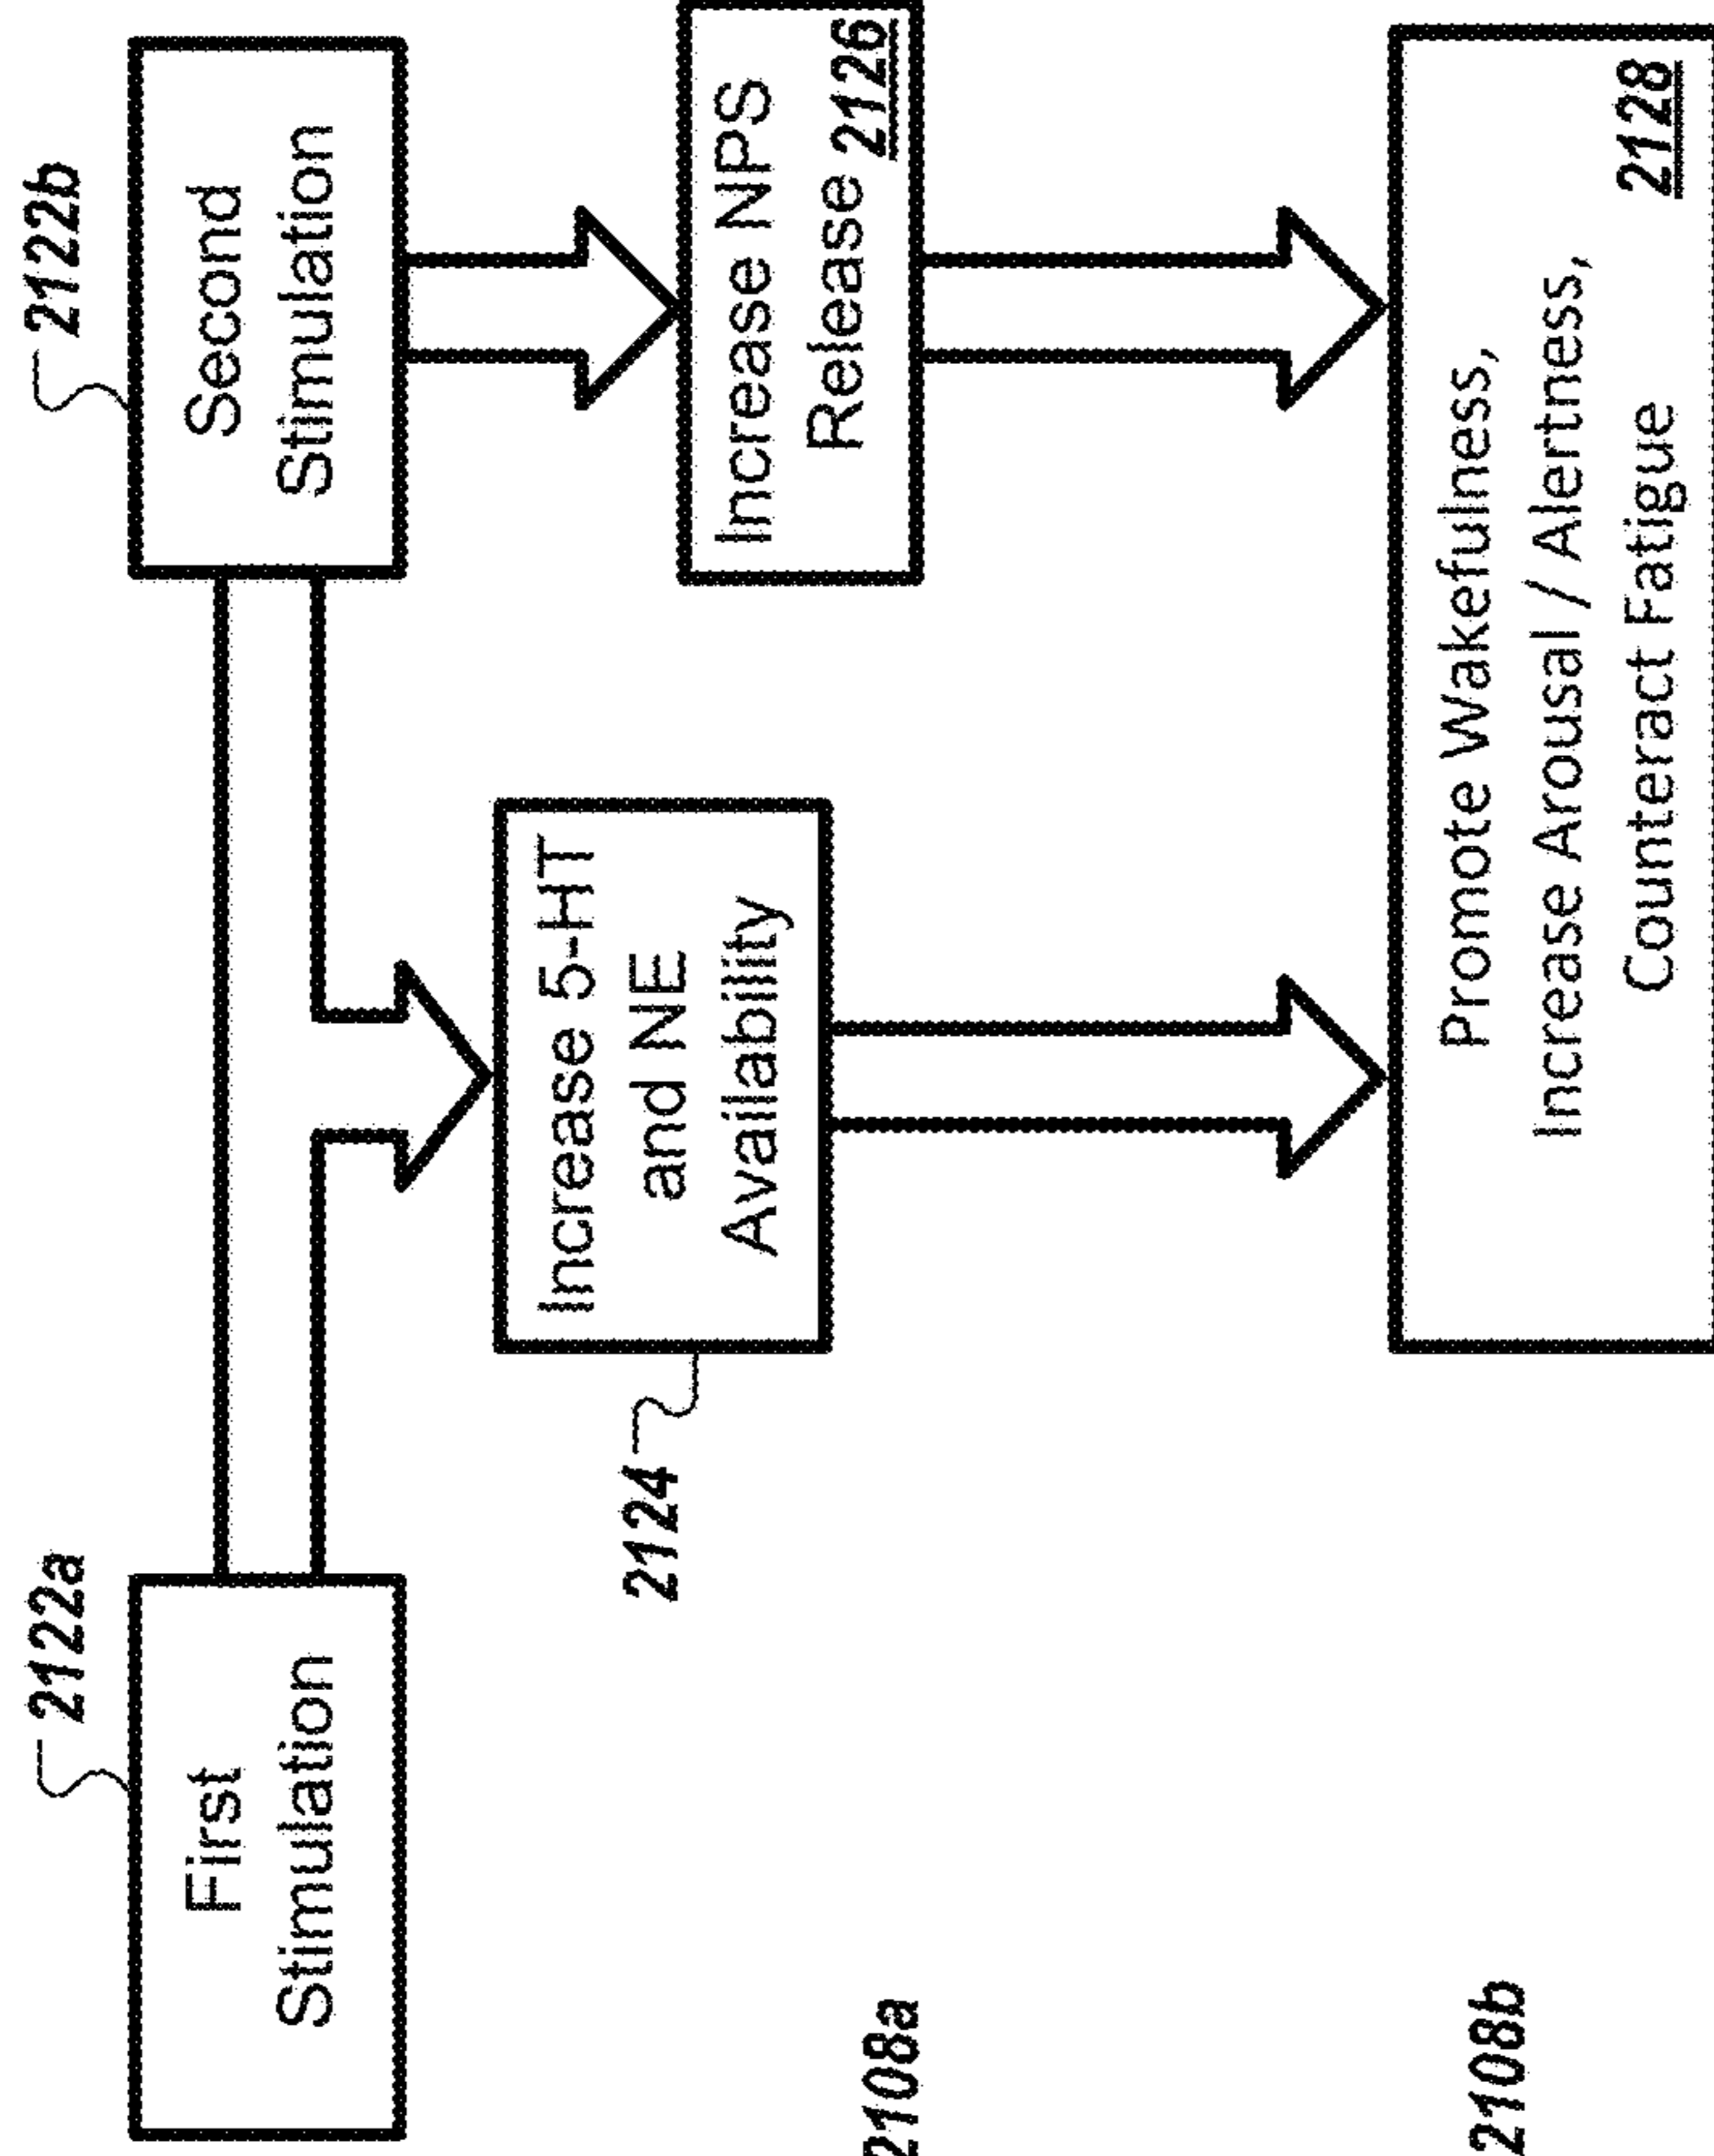 2122a
First
Stimulation
2122b
Second
Stimulation
Increase 5-HT
and NE
Availability
2124
Increase NPS
Release 2126
Promote Wakefulness,
Increase Arousal / Alertness,
Counteract Fatigue
2128
2108a
2108b